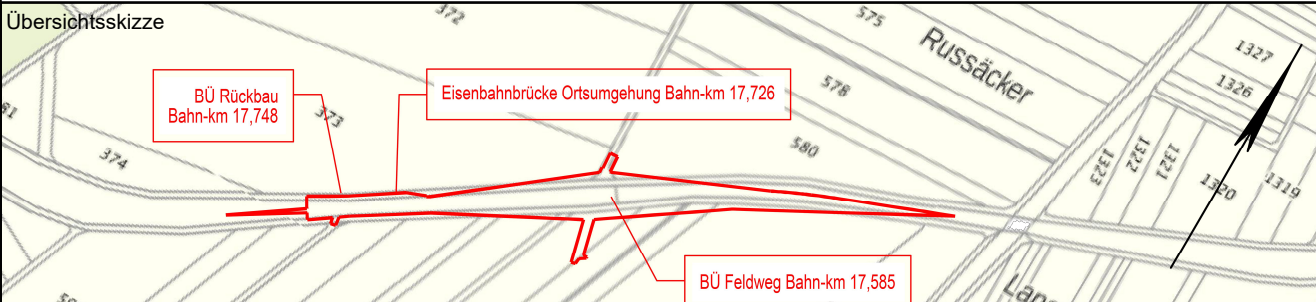 Übersichtsskizze
372
575
Russäcker
1327
1326
BÜ Rückbau
Bahn-km 17,748
Eisenbahnbrücke Ortsumgehung Bahn-km 17,726
578
373
61
374
580
1323
1322
1321
1320
1319
BÜ Feldweg Bahn-km 17,585